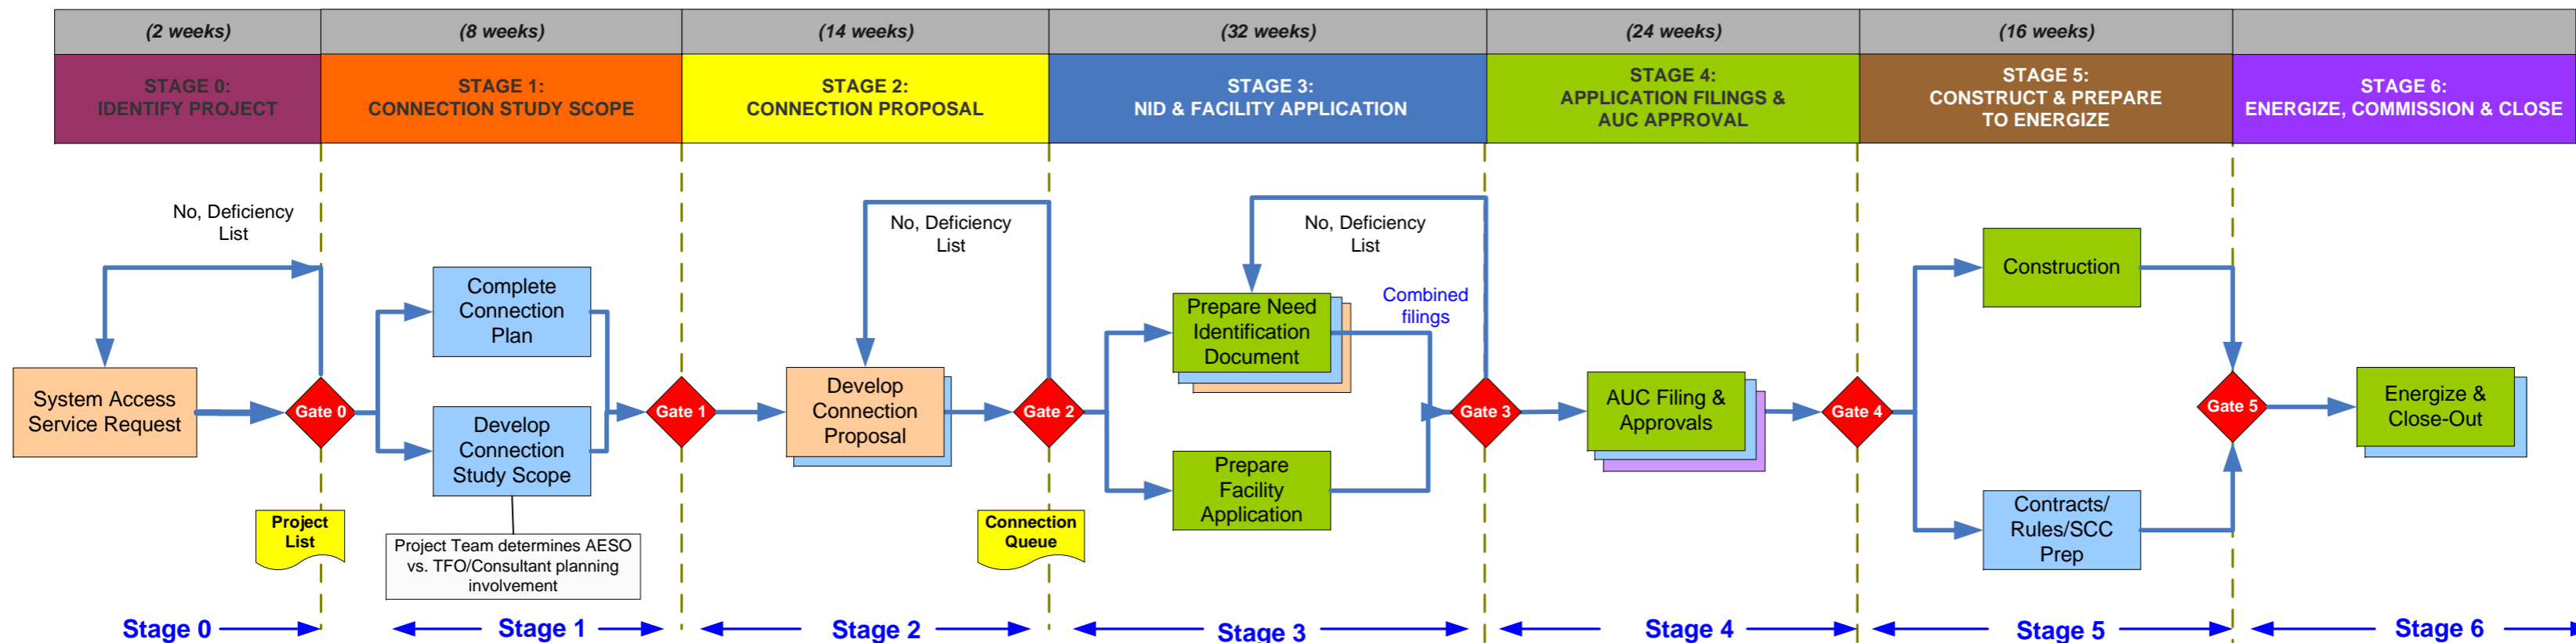 (2 weeks)
(8 weeks)
(14 weeks)
(32 weeks)
(24 weeks)
(16 weeks)
STAGE 0:
IDENTIFY PROJECT
STAGE 1:
CONNECTION STUDY SCOPE
STAGE 2:
CONNECTION PROPOSAL
STAGE 3:
NID & FACILITY APPLICATION
STAGE 4:
APPLICATION FILINGS &
AUC APPROVAL
STAGE 5:
CONSTRUCT & PREPARE
TO ENERGIZE
STAGE 6:
ENERGIZE, COMMISSION & CLOSE
No, Deficiency
List
System Access
Service Request
Gate 0
Project
List
Complete
Connection
Plan
Develop
Connection
Study Scope
Project Team determines AESO
vs. TFO/Consultant planning
involvement
Gate 1
No, Deficiency
List
Develop
Connection
Proposal
Gate 2
Connection
Queue
No, Deficiency
List
Prepare Need
Identification
Document
Combined
filings
Prepare
Facility
Application
Gate 3
AUC Filing &
Approvals
Gate 4
Construction
Contracts/
Rules/SCC
Prep
Gate 5
Energize &
Close-Out
Stage 0
Stage 1
Stage 2
Stage 3
Stage 4
Stage 5
Stage 6